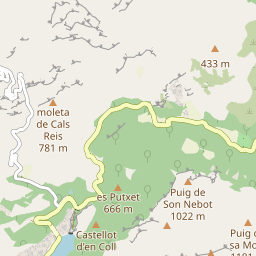 433 m
moleta
de Cals
Reis
781 m
es Putxet
666 m
Puig de
Son Nebot
1022 m
Castellot
d'en Coll
Puig
sa Mo